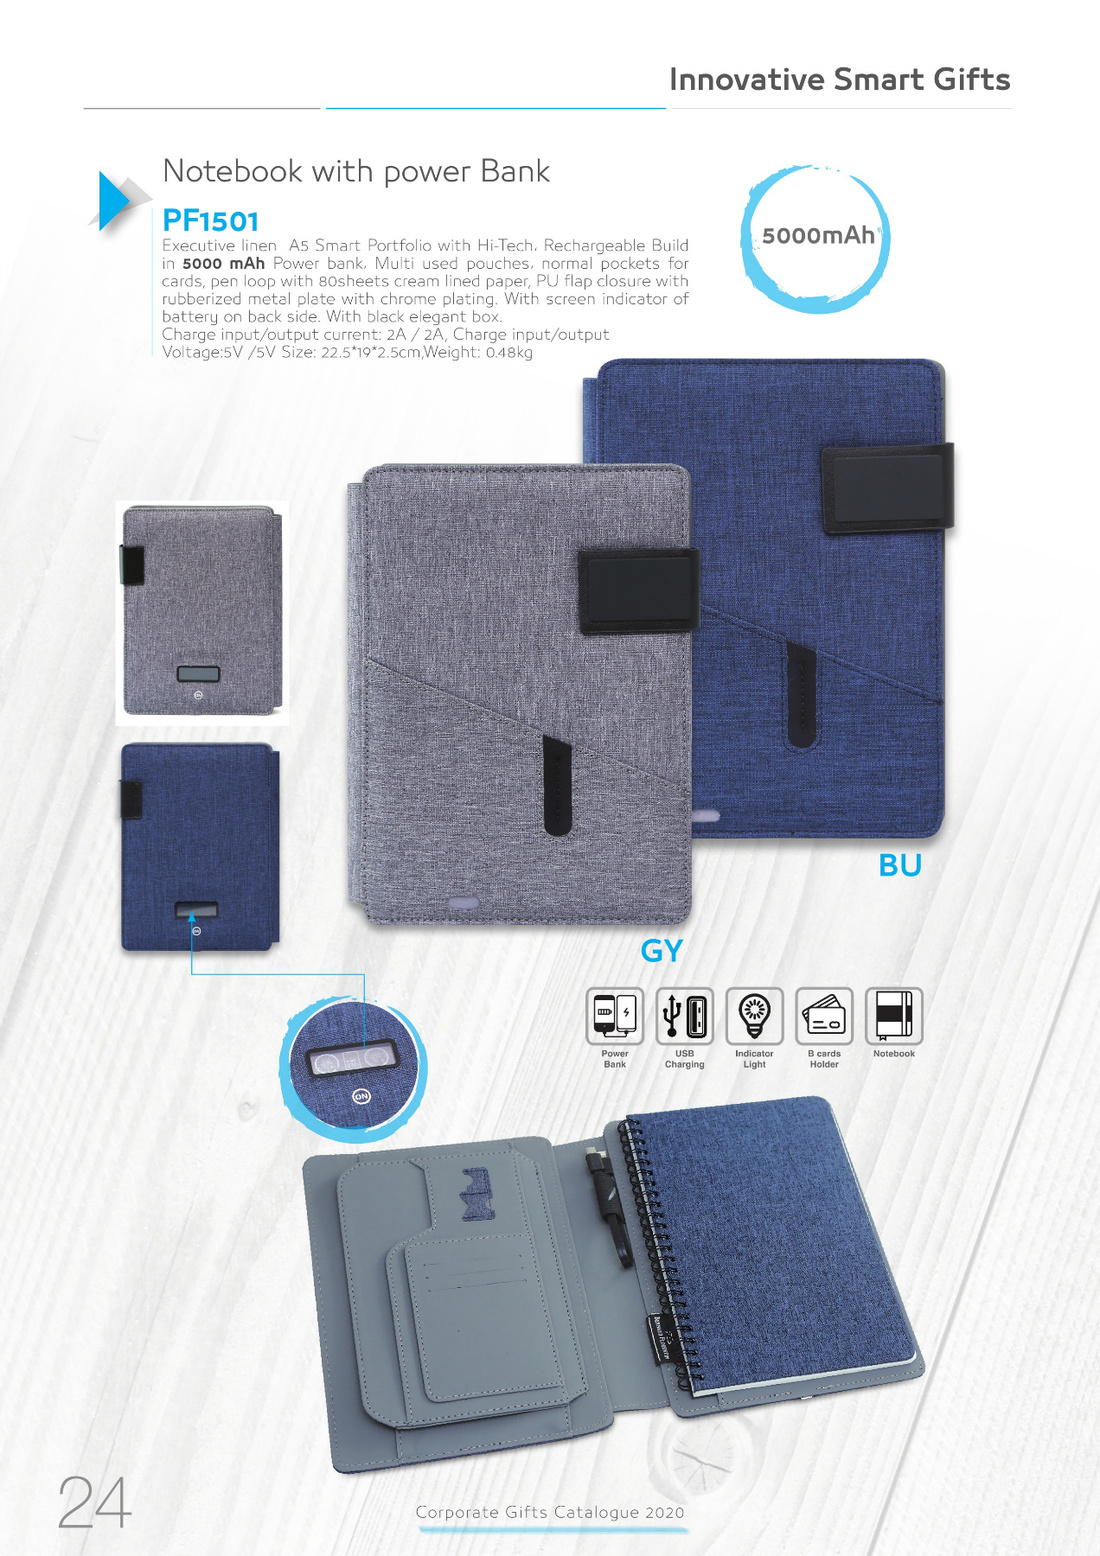 Innovative Smart Gifts
Notebook with power Bank
PF1501
Executive linen A5 Smart Portfolio with Hi-Tech, Rechargeable Build
in 5000 mAh Power bank, Multi used pouches, normal pockets for
cards, pen loop with 80sheets cream lined paper, PU flap closure with
rubberized metal plate with chrome plating. With screen indicator of
battery on back side. With black elegant box.
Charge input/output current: 2A / 2A, Charge input/output
Voltage:5V /5V Size: 22.5*19*2.5cm,Weight: 0.48kg
5000mAh
BU
GY
Power
Bank
USB
Charging
Indicator
Light
B cards
Holder
Notebook
ON
24
Corporate Gifts Catalogue 2020